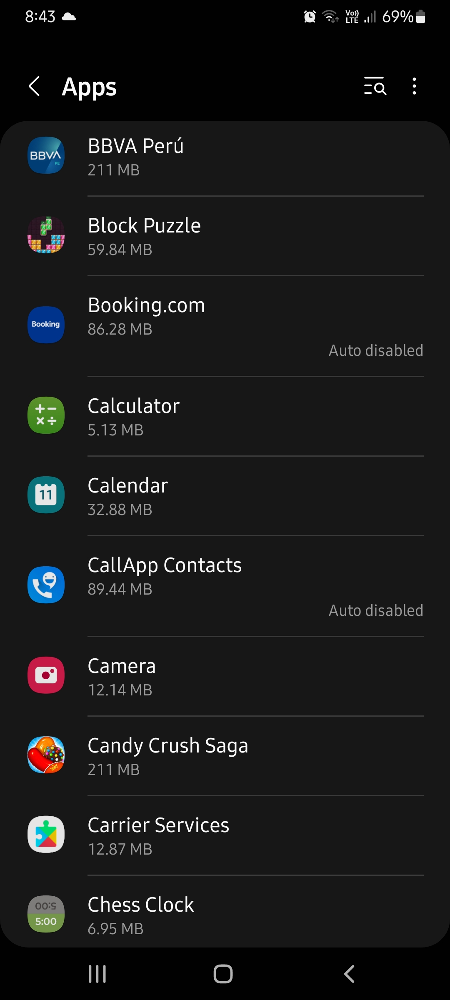 8:43 Vo)) LTE 69%
Apps
BBVA PE
BBVA Perú
211 MB
Block Puzzle
59.84 MB
Booking
Booking.com
86.28 MB
Auto disabled
Calculator
5.13 MB
11
Calendar
32.88 MB
CallApp Contacts
89.44 MB
Auto disabled
Camera
12.14 MB
king
Candy Crush Saga
211 MB
Carrier Services
12.87 MB
5:00
5:00
Chess Clock
6.95 MB